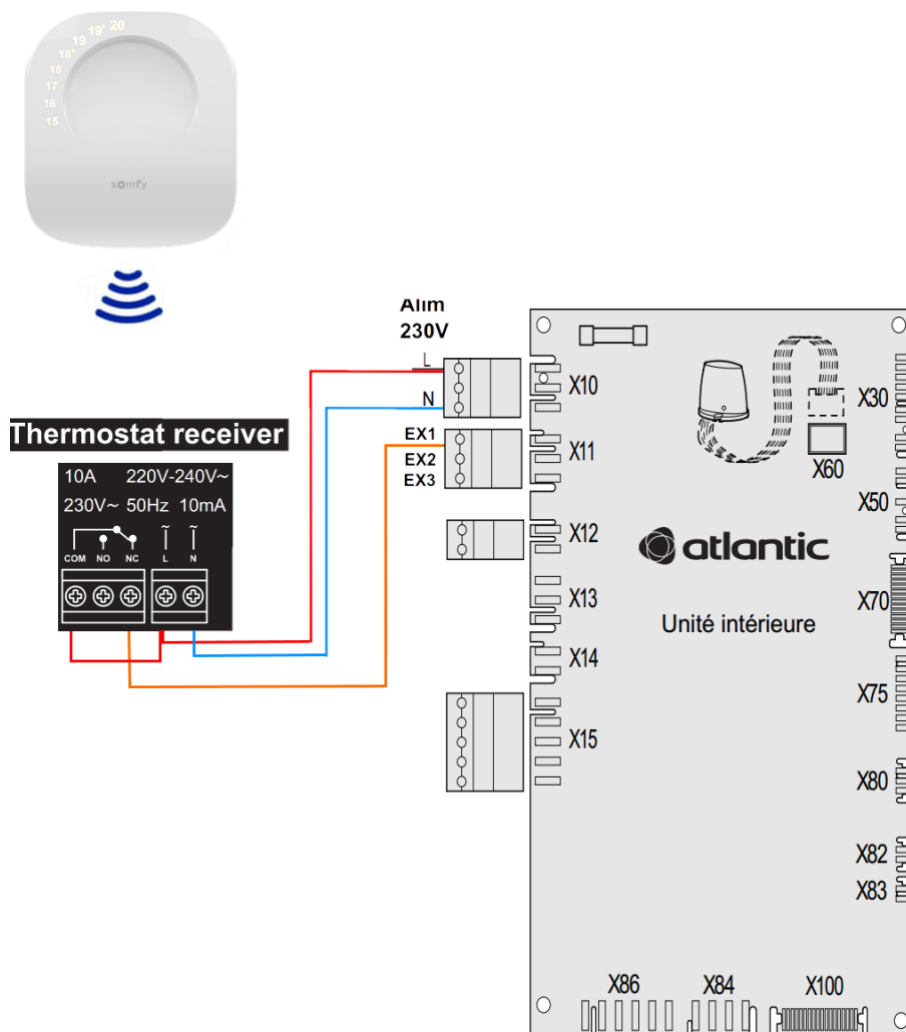 20
19'
19
18'
18
17
16
15
somfy
Alim
230V
L
N
EX1
EX2
EX3
Thermostat receiver
10A 220V-240V~
230V~ 50Hz 10mA
~ ~
COM NO NC L N
X10
X11
X12
X13
X14
X15
X30
X60
X50
atlantic
Unité intérieure
X70
X75
X80
X82
X83
X86 X84 X100